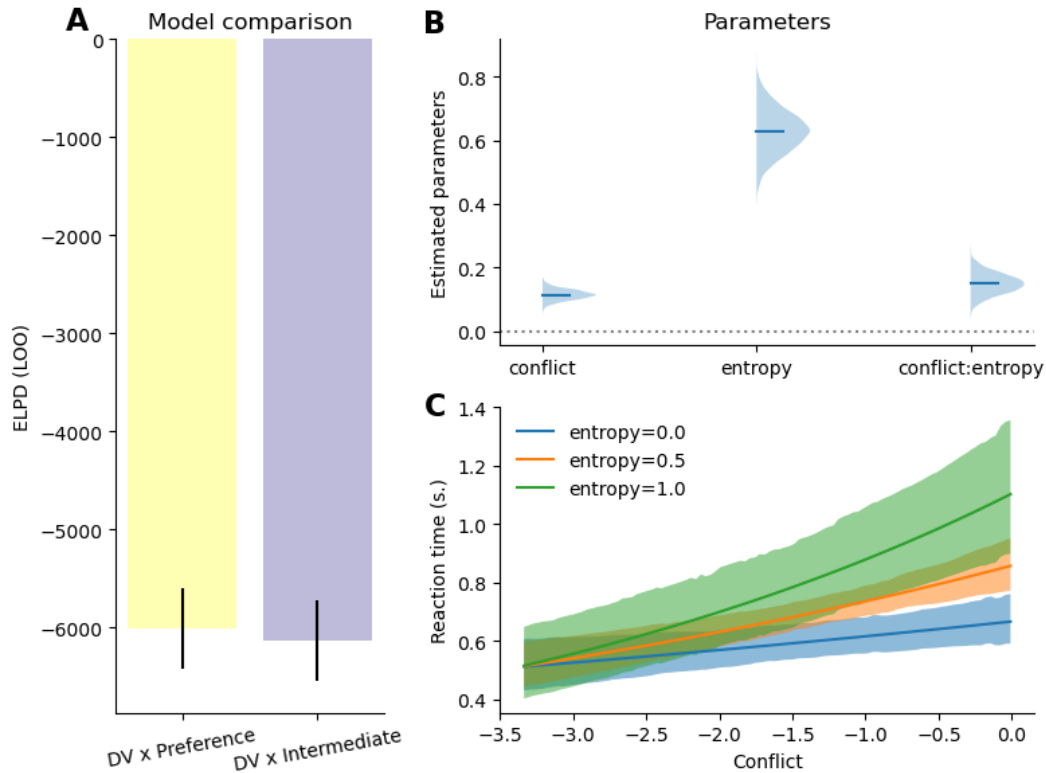 A
Model comparison
ELPD (LOO)
0
−1000
−2000
−3000
−4000
−5000
−6000
DV x Preference
DV x Intermediate
B
Parameters
Estimated parameters
0.8
0.6
0.4
0.2
0.0
conflict
entropy
conflict:entropy
C
Reaction time (s.)
1.4
1.2
1.0
0.8
0.6
0.4
entropy=0.0
entropy=0.5
entropy=1.0
−3.5
−3.0
−2.5
−2.0
−1.5
−1.0
−0.5
0.0
Conflict